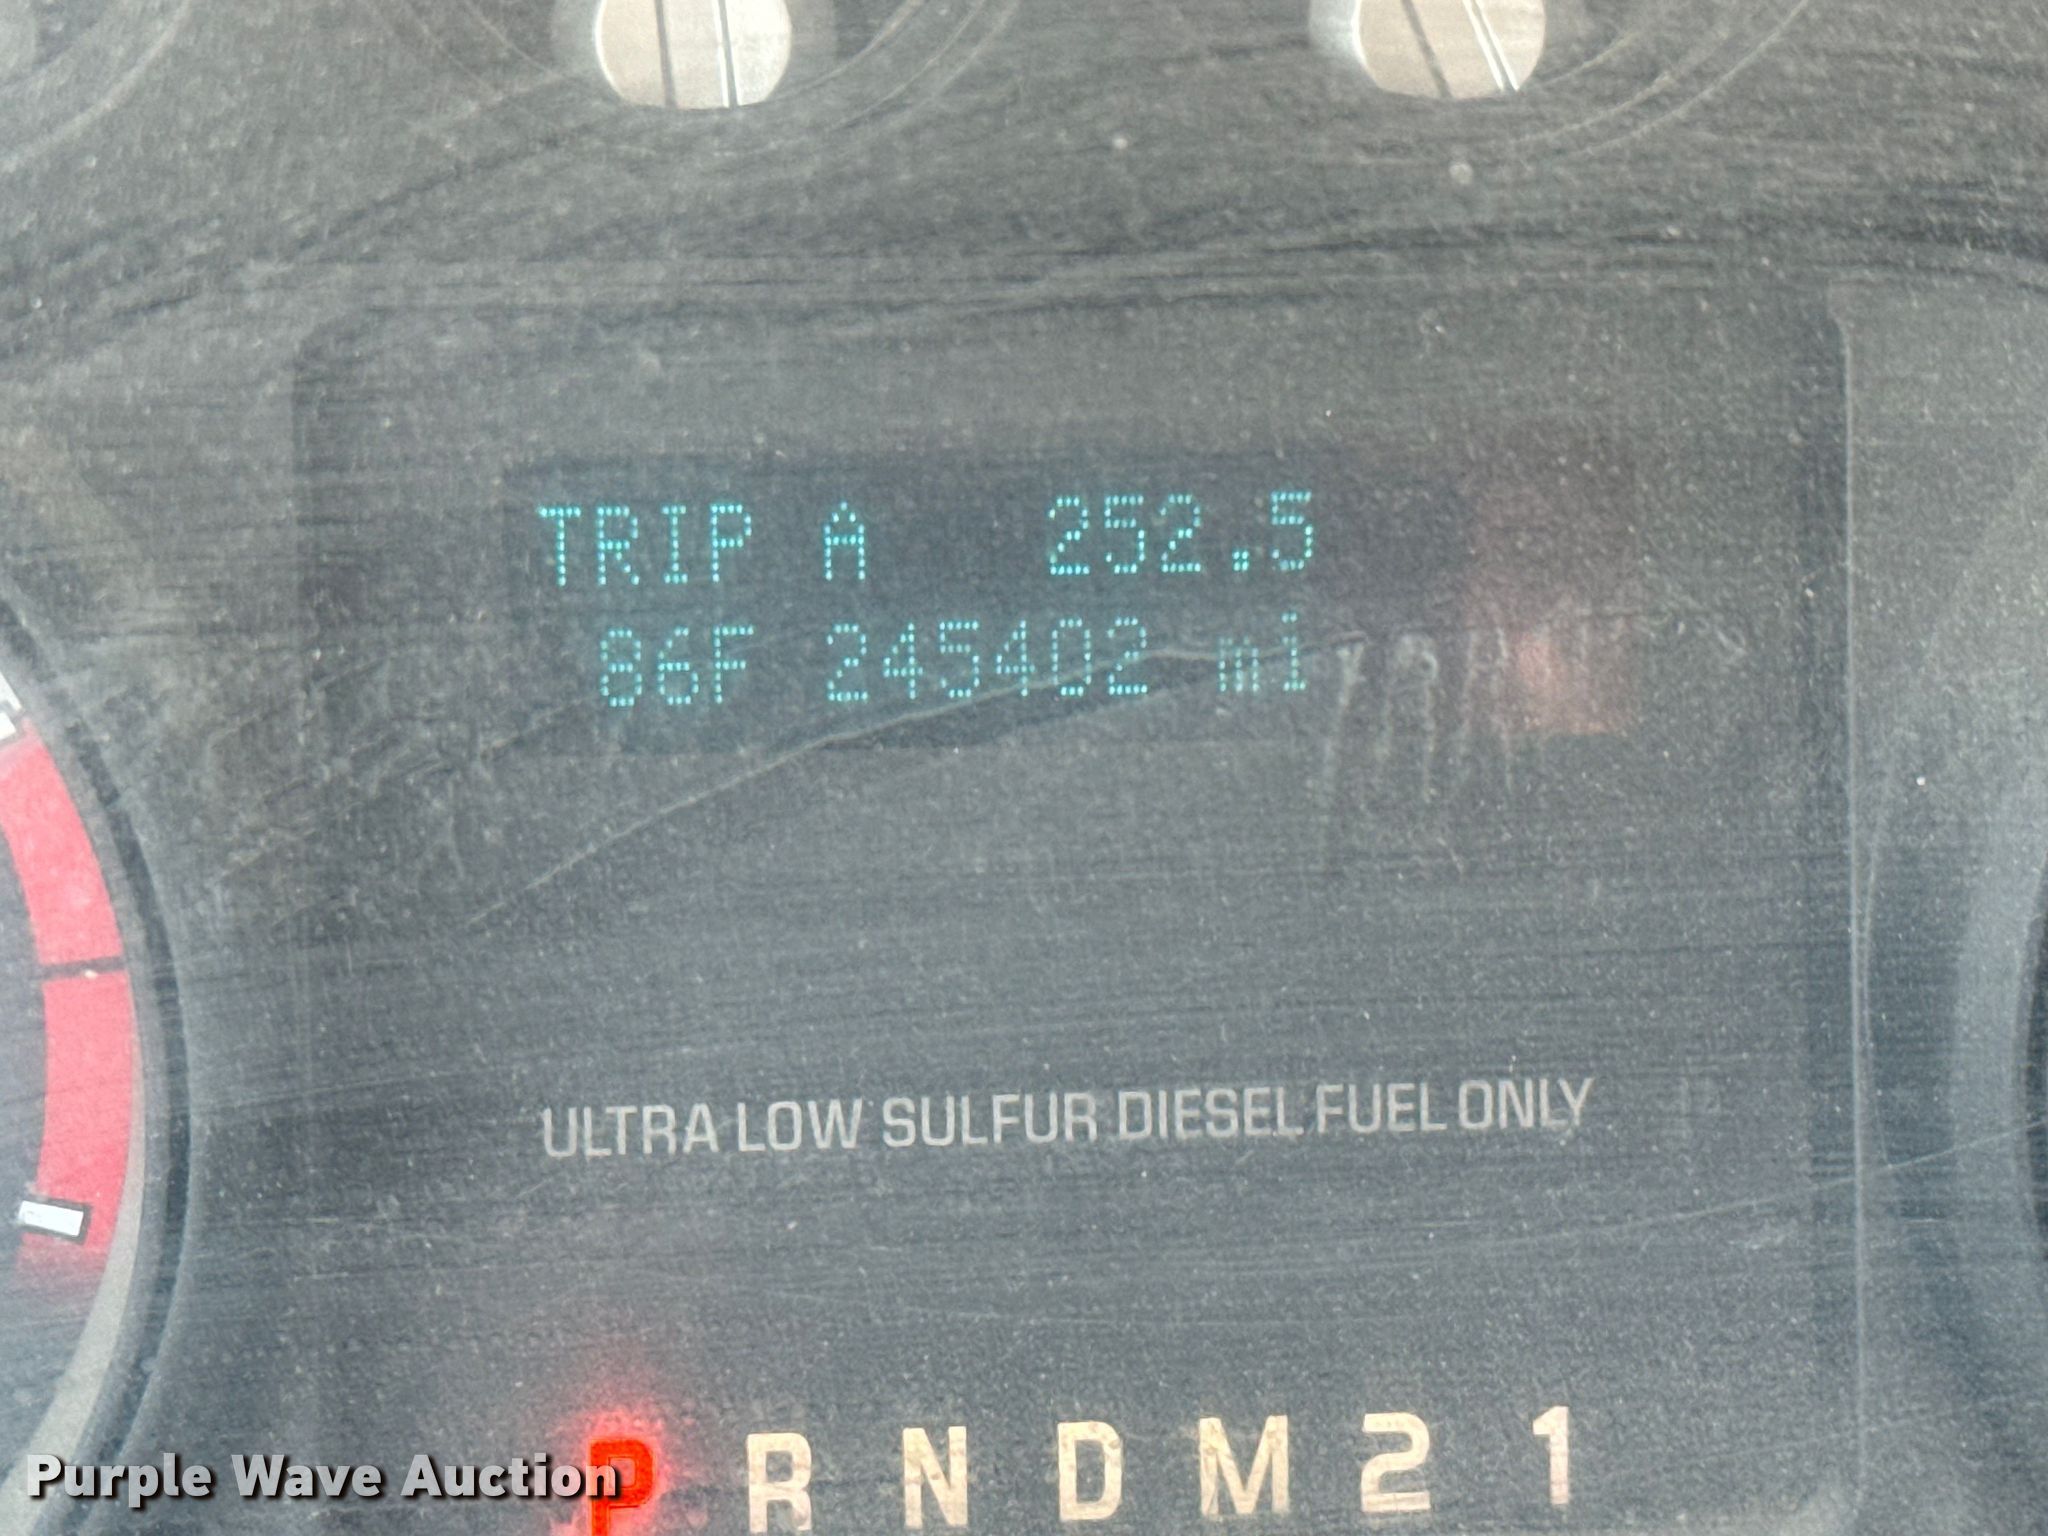 TRIP A 252.5
86F 245402 mi
ULTRA LOW SULFUR DIESEL FUEL ONLY
P R N D M 2 1
Purple Wave Auction